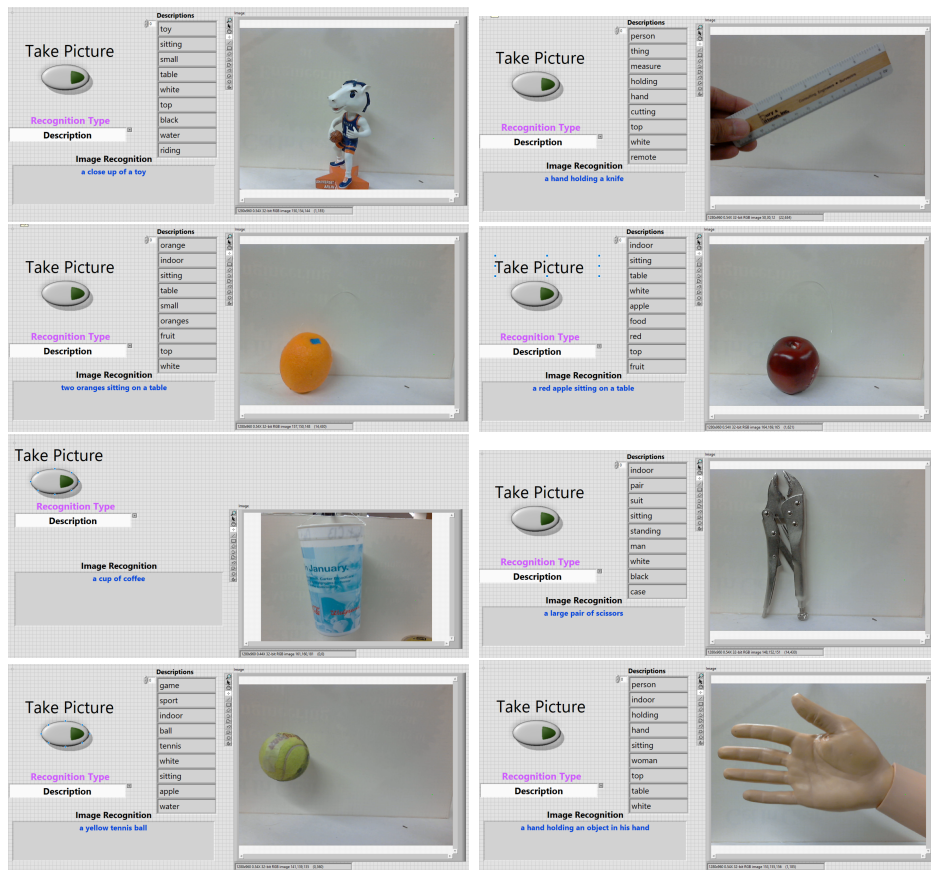 Take Picture
Recognition Type
Description
Descriptions
toy
sitting
small
table
white
top
black
water
riding
Image Recognition
a close up of a toy
Image
Take Picture
Recognition Type
Description
Descriptions
person
thing
measure
holding
hand
cutting
top
white
remote
Image Recognition
a hand holding a knife
Image
Take Picture
Recognition Type
Description
Descriptions
orange
indoor
sitting
table
small
oranges
fruit
top
white
Image Recognition
two oranges sitting on a table
Image
Take Picture
Recognition Type
Description
Descriptions
indoor
sitting
table
white
apple
food
red
top
fruit
Image Recognition
a red apple sitting on a table
Image
Take Picture
Recognition Type
Description
Image Recognition
a cup of coffee
Image
January.
Take Picture
Recognition Type
Description
Descriptions
indoor
pair
suit
sitting
standing
man
white
black
case
Image Recognition
a large pair of scissors
Image
Take Picture
Recognition Type
Description
Descriptions
game
sport
indoor
ball
tennis
white
sitting
apple
water
Image Recognition
a yellow tennis ball
Image
Take Picture
Recognition Type
Description
Descriptions
person
indoor
holding
hand
sitting
woman
top
table
white
Image Recognition
a hand holding an object in his hand
Image